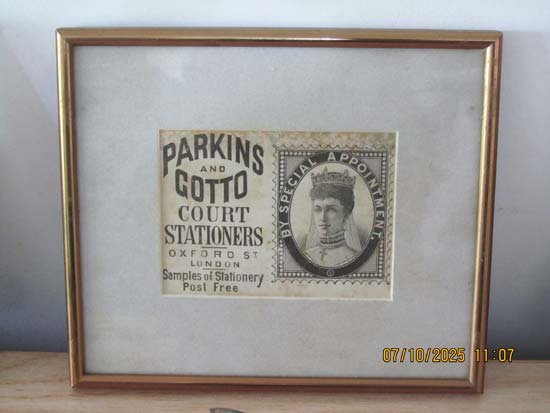 PARKINS
AND
GOTTO
COURT
STATIONERS
OXFORD ST
LONDON
Samples of Stationery
Post Free
BY SPECIAL APPOINTMENT.
07/10/2025 11:07